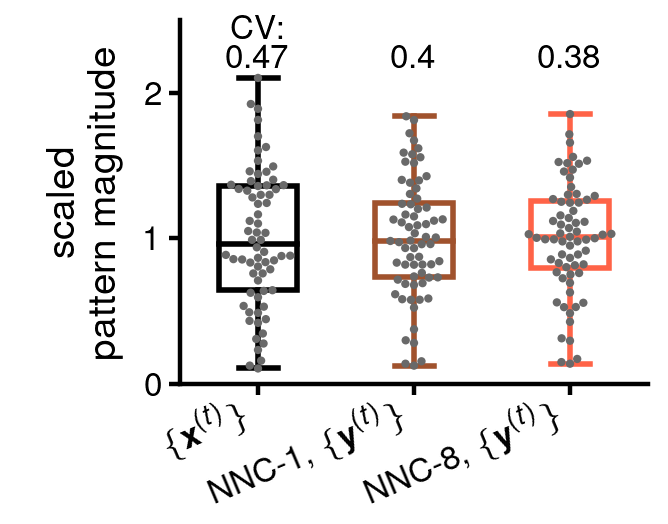 CV:
0.47 0.4 0.38
scaled
pattern magnitude
2
1
0
{x^(t)}
NNC-1, {y^(t)}
NNC-8, {y^(t)}